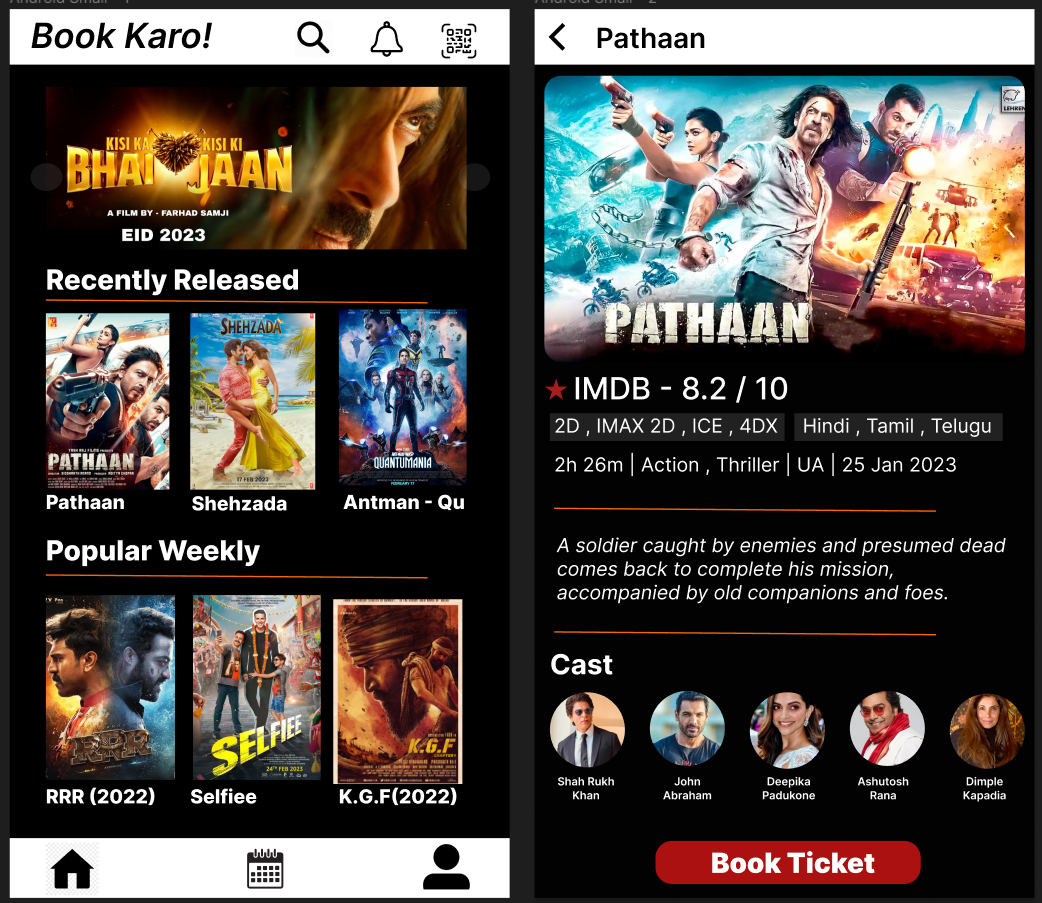 Android Small - 1
Book Karo!
KISI KA KISI KI
BHAI JAAN
A FILM BY - FARHAD SAMJI
EID 2023
Recently Released
PATHAAN
SHEHZADA
17 FEB 2023
QUANTUMANIA
FEBRUARY 17
Pathaan
Shehzada
Antman - Qu
Popular Weekly
RRR
SELFIEE
24TH FEB 2023
K.G.F
RRR (2022)
Selfiee
K.G.F(2022)
Android Small - 2
Pathaan
LEHREN
PATHAAN
IMDB - 8.2 / 10
2D , IMAX 2D , ICE , 4DX
Hindi , Tamil , Telugu
2h 26m | Action , Thriller | UA | 25 Jan 2023
A soldier caught by enemies and presumed dead
comes back to complete his mission,
accompanied by old companions and foes.
Cast
Shah Rukh
Khan
John
Abraham
Deepika
Padukone
Ashutosh
Rana
Dimple
Kapadia
Book Ticket